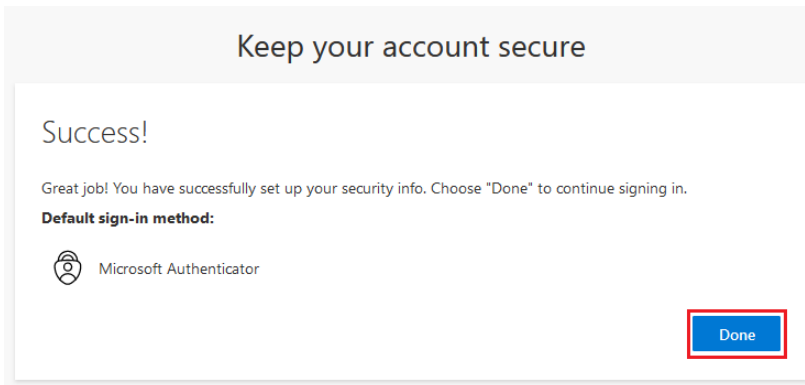 Keep your account secure
Success!
Great job! You have successfully set up your security info. Choose "Done" to continue signing in.
Default sign-in method:
Microsoft Authenticator
Done